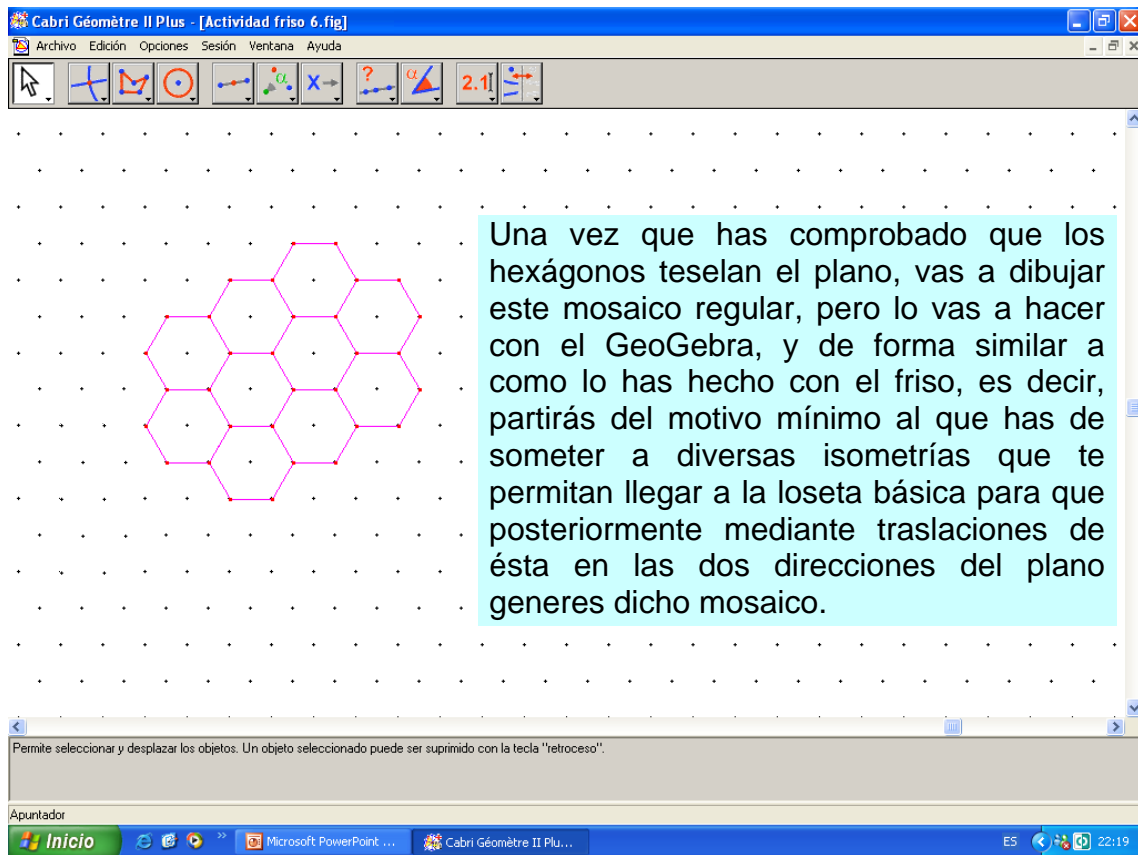 Cabri Géomètre II Plus - [Actividad friso 6.fig]
Archivo Edición Opciones Sesión Ventana Ayuda
α X ? α 2.1
Una vez que has comprobado que los
hexágonos teselan el plano, vas a dibujar
este mosaico regular, pero lo vas a hacer
con el GeoGebra, y de forma similar a
como lo has hecho con el friso, es decir,
partirás del motivo mínimo al que has de
someter a diversas isometrías que te
permitan llegar a la loseta básica para que
posteriormente mediante traslaciones de
ésta en las dos direcciones del plano
generes dicho mosaico.
Permite seleccionar y desplazar los objetos. Un objeto seleccionado puede ser suprimido con la tecla "retroceso".
Apuntador
Inicio Microsoft PowerPoint ... Cabri Géomètre II Plu... ES 22:19